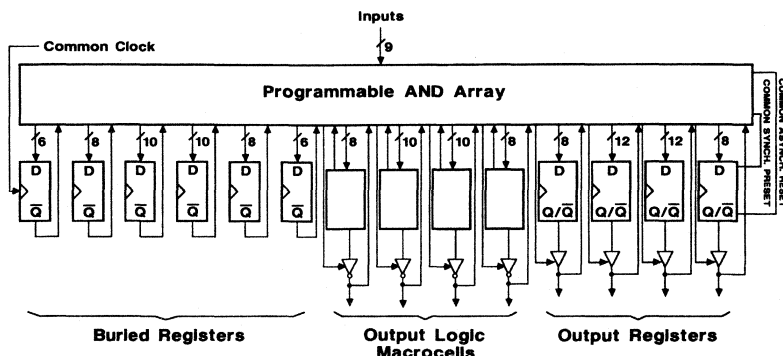 Inputs
9
Common Clock
Programmable AND Array
6
8
10
10
8
6
8
10
10
8
8
12
12
8
D
D
D
D
D
D
D
D
D
D
Q
Q
Q
Q
Q
Q
Q/Q
Q/Q
Q/Q
Q/Q
COMMON SYNCH. PRESET
COMMON ASYNCH. RESET
Buried Registers
Output Logic
Macrocells
Output Registers